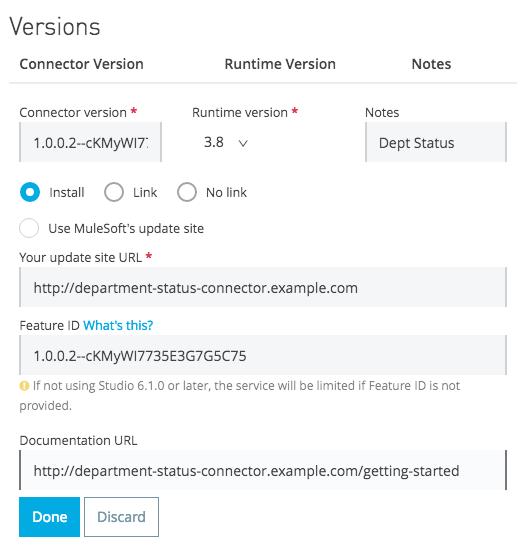 Versions
Connector Version Runtime Version Notes
Connector version * Runtime version * Notes
1.0.0.2--cKMyWI7 3.8 Dept Status
Install Link No link
Use MuleSoft's update site
Your update site URL *
http://department-status-connector.example.com
Feature ID What's this?
1.0.0.2--cKMyWI7735E3G7G5C75
If not using Studio 6.1.0 or later, the service will be limited if Feature ID is not
provided.
Documentation URL
http://department-status-connector.example.com/getting-started
Done Discard